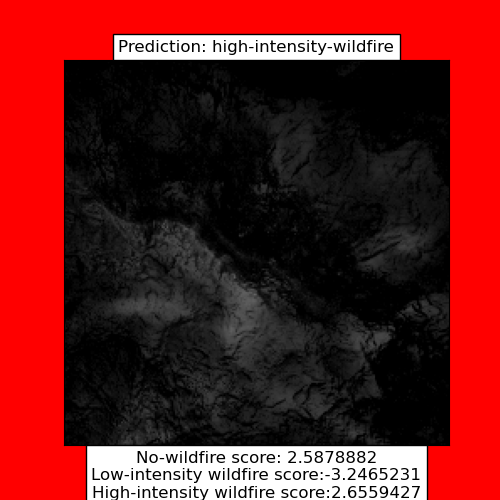 Prediction: high-intensity-wildfire
No-wildfire score: 2.5878882
Low-intensity wildfire score:-3.2465231
High-intensity wildfire score:2.6559427